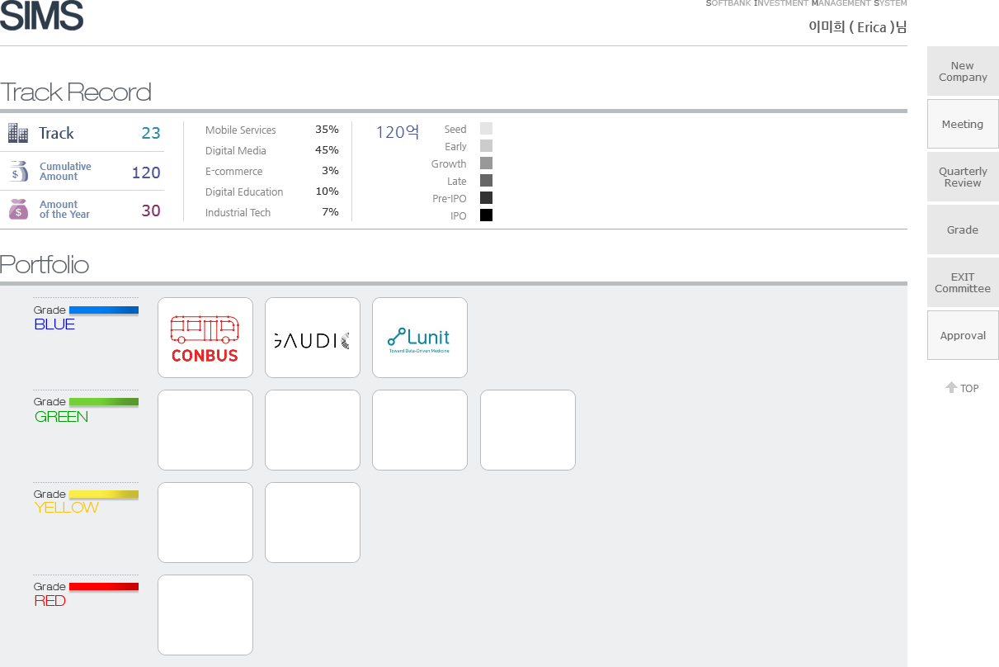 SIMS
SOFTBANK INVESTMENT MANAGEMENT SYSTEM
이미희 ( Erica )님
Track Record
Track 23
Cumulative
Amount
120
Amount
of the Year
30
Mobile Services 35%
Digital Media 45%
E-commerce 3%
Digital Education 10%
Industrial Tech 7%
120억
Seed
Early
Growth
Late
Pre-IPO
IPO
Portfolio
Grade
BLUE
CONBUS
GAUDIO
Lunit
Toward Data-Driven Medicine
Grade
GREEN
Grade
YELLOW
Grade
RED
New
Company
Meeting
Quarterly
Review
Grade
EXIT
Committee
Approval
TOP